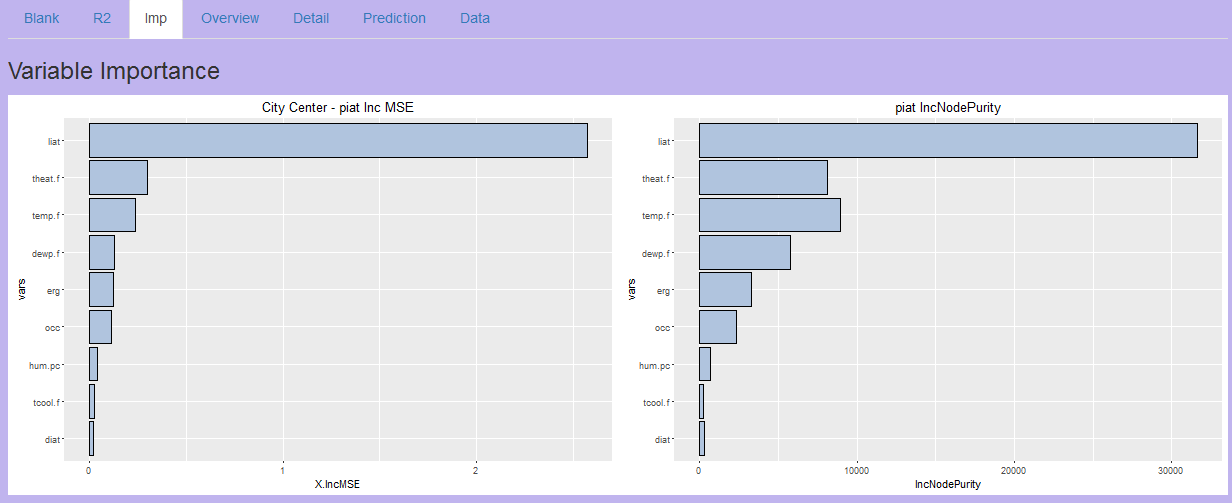 Blank R2 Imp Overview Detail Prediction Data
Variable Importance
City Center - piat Inc MSE
vars
liat
theat.f
temp.f
dewp.f
erg
occ
hum.pc
tcool.f
diat
0 1 2
X.IncMSE
piat IncNodePurity
vars
liat
theat.f
temp.f
dewp.f
erg
occ
hum.pc
tcool.f
diat
0 10000 20000 30000
IncNodePurity